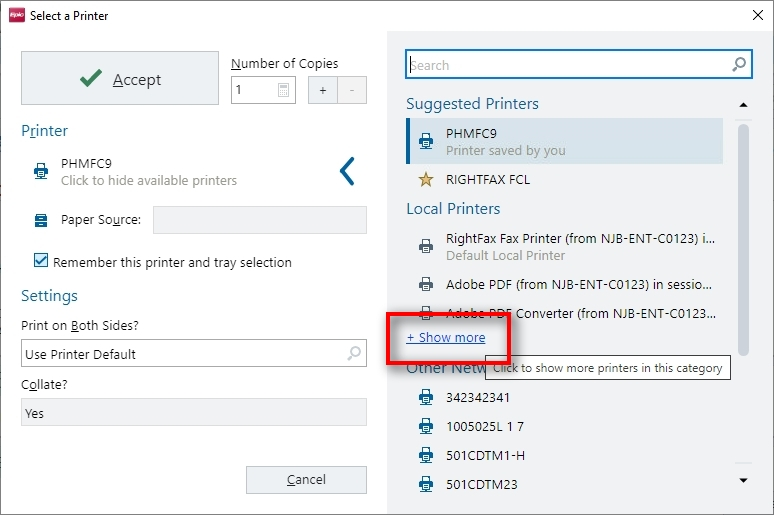 Epic Select a Printer
Accept
Number of Copies
1
+
-
Printer
PHMFC9
Click to hide available printers
Paper Source:
Remember this printer and tray selection
Settings
Print on Both Sides?
Use Printer Default
Collate?
Yes
Cancel
Search
Suggested Printers
PHMFC9
Printer saved by you
RIGHTFAX FCL
Local Printers
RightFax Fax Printer (from NJB-ENT-C0123) i...
Default Local Printer
Adobe PDF (from NJB-ENT-C0123) in sessio...
Adobe PDF Converter (from NJB-ENT-C0123...
+ Show more
Other Netw
Click to show more printers in this category
342342341
1005025L 1 7
501CDTM1-H
501CDTM23